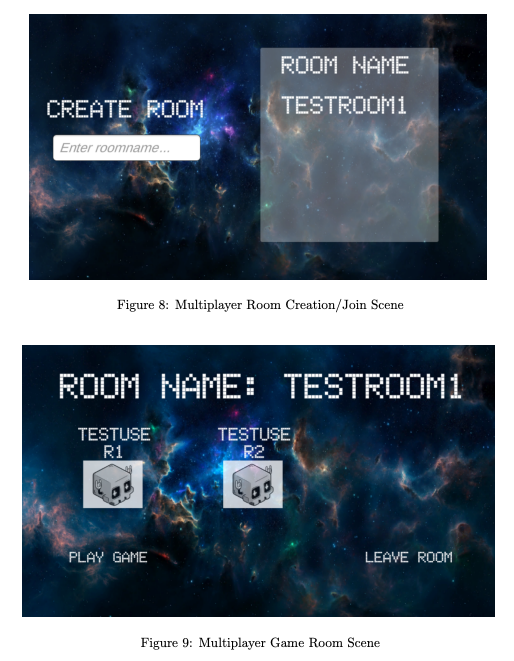 CREATE ROOM
Enter roomname...
ROOM NAME
TESTROOM1
Figure 8: Multiplayer Room Creation/Join Scene
ROOM NAME: TESTROOM1
TESTUSE
R1
TESTUSE
R2
PLAY GAME
LEAVE ROOM
Figure 9: Multiplayer Game Room Scene